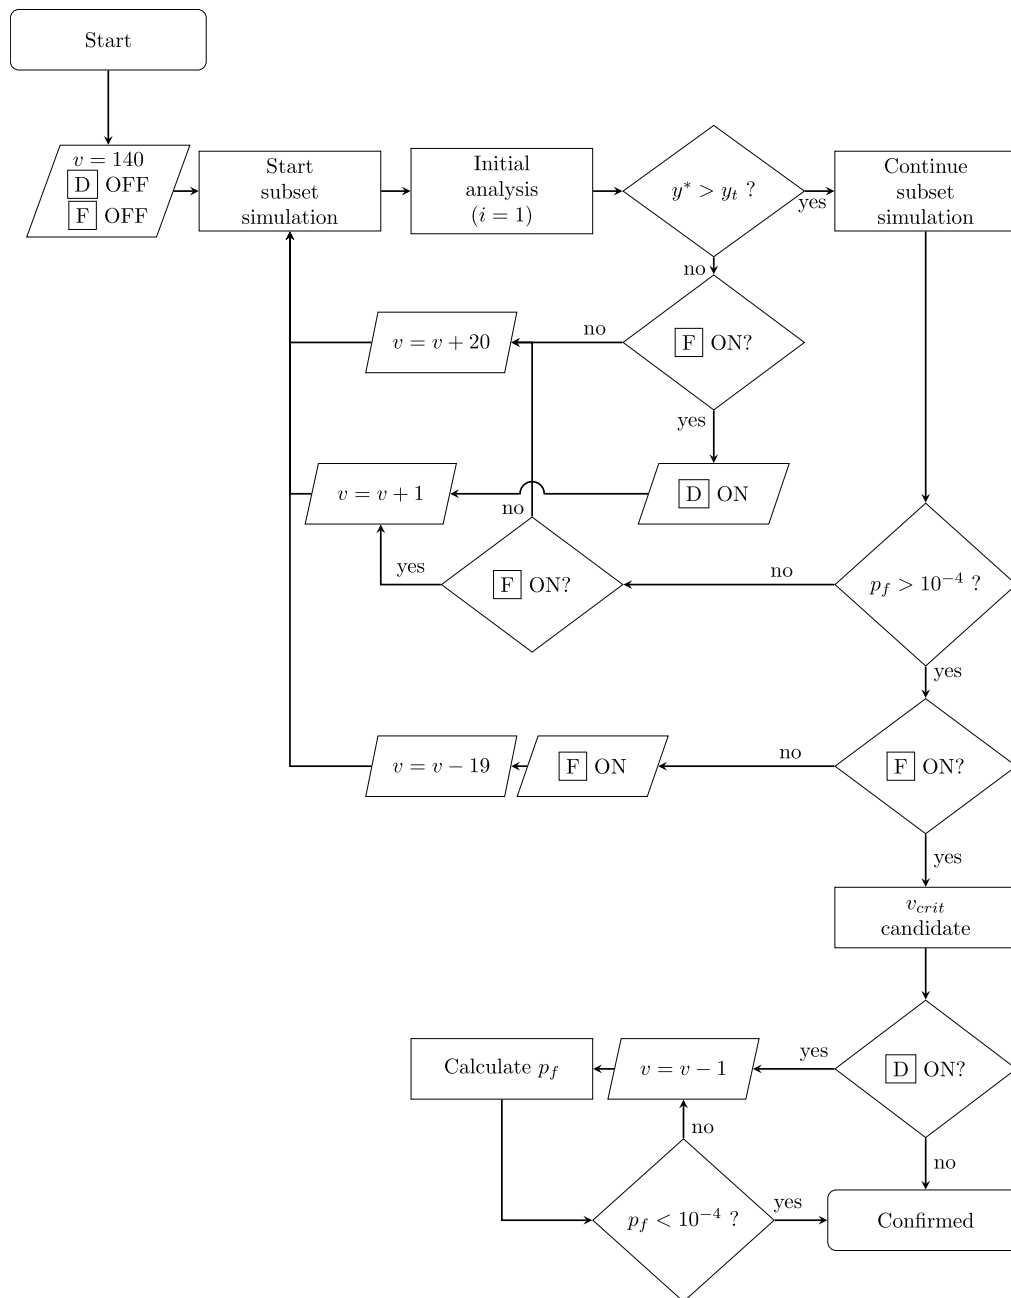 Start
v = 140
D OFF
F OFF
Start
subset
simulation
Initial
analysis
(i = 1)
y* > y_t ?
yes
Continue
subset
simulation
no
v = v + 20
no
F ON?
yes
v = v + 1
D ON
no
yes
F ON?
no
p_f > 10^{-4} ?
yes
v = v − 19
F ON
no
F ON?
yes
v_{crit}
candidate
Calculate p_f
v = v − 1
yes
D ON?
no
no
p_f < 10^{-4} ?
yes
Confirmed